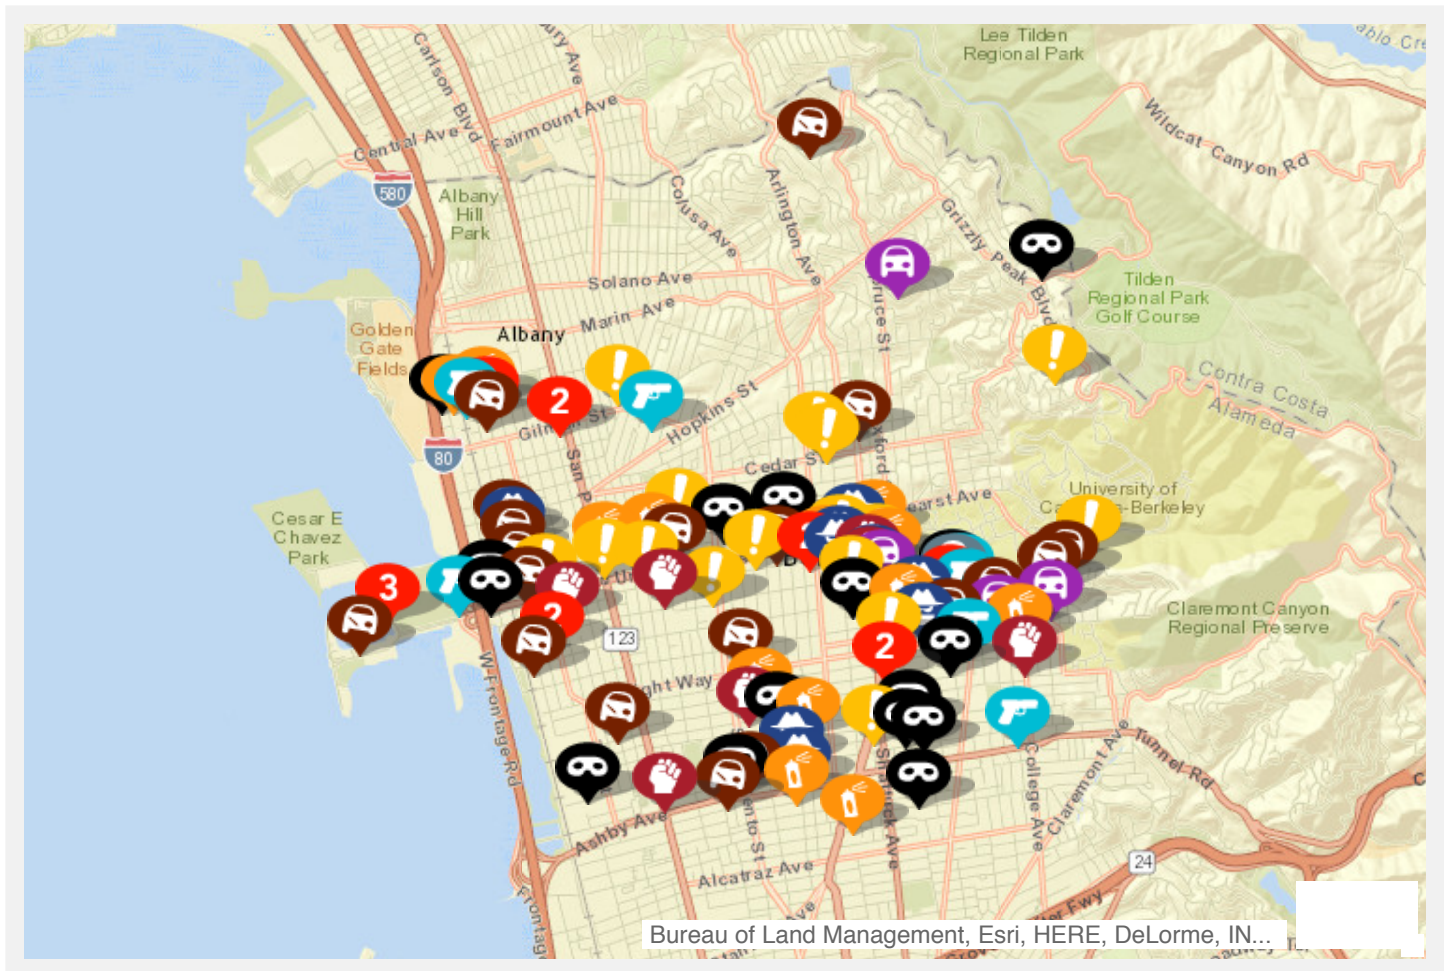 Lee Tilden
Regional Park
Carlson Blvd
Central Ave
Fairmount Ave
Wildcat Canyon Rd
580
Albany
Hill
Park
Colusa Ave
Arlington Ave
Grizzly Peak Blvd
Solano Ave
Marin Ave
Tilden
Regional Park
Golf Course
Golden
Gate
Fields
Albany
Contra Costa
Alameda
2
Hopkins St
80
Cedar
University of
-Berkeley
Cesar E
Chavez
Park
3
2
123
2
Claremont Canyon
Regional Preserve
W Frontage Rd
Way
Tunnel Rd
College Ave
Claremont Ave
Ashby Ave
Alcatraz Ave
24
Bureau of Land Management, Esri, HERE, DeLorme, IN...